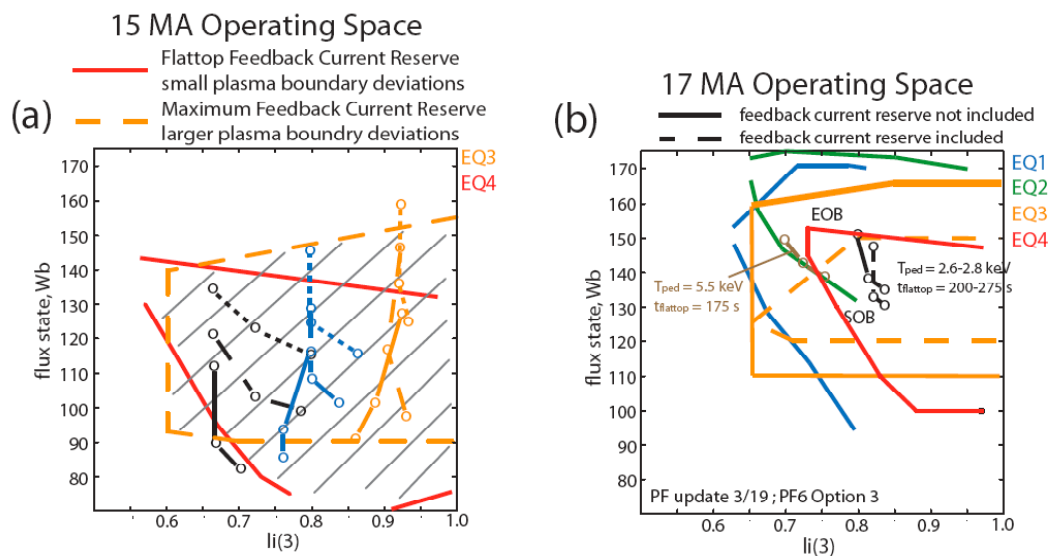 15 MA Operating Space
Flattop Feedback Current Reserve
small plasma boundary deviations
Maximum Feedback Current Reserve
larger plasma boundry deviations
(a)
EQ3
EQ4
170
160
150
140
130
120
110
100
90
80
flux state, Wb
0.6
0.7
0.8
0.9
1.0
li(3)
17 MA Operating Space
feedback current reserve not included
feedback current reserve included
(b)
EQ1
EQ2
EQ3
EQ4
170
160
150
140
130
120
110
100
90
80
flux state, Wb
EOB
SOB
Tped = 5.5 keV
tflattop = 175 s
Tped = 2.6-2.8 keV
tflattop = 200-275 s
PF update 3/19 ; PF6 Option 3
0.6
0.7
0.8
0.9
1.0
li(3)